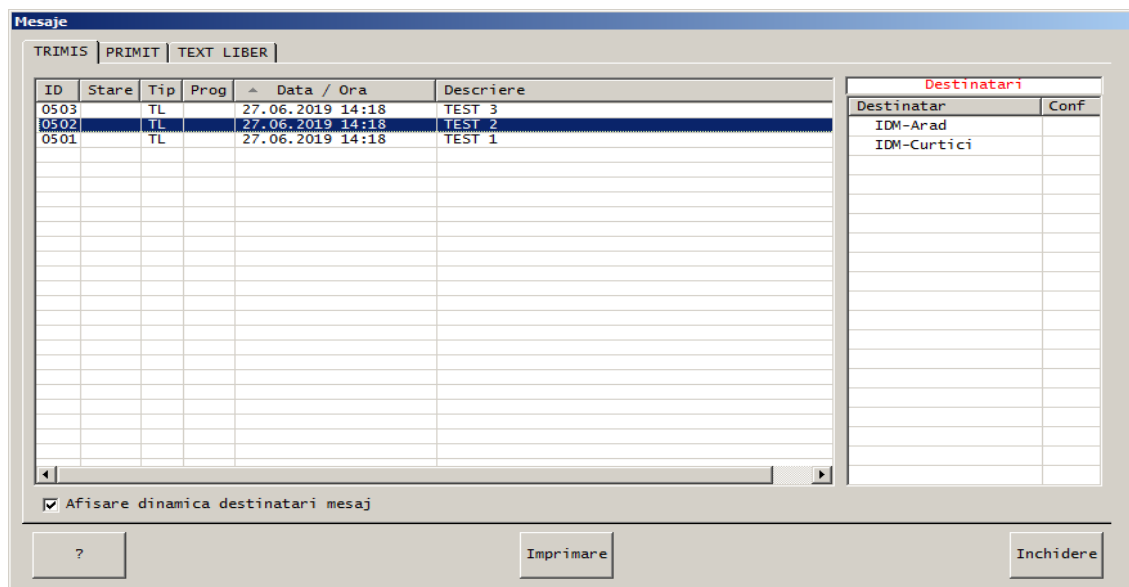 Mesaje
TRIMIS PRIMIT TEXT LIBER
ID Stare Tip Prog Data / Ora Descriere
0503 TL 27.06.2019 14:18 TEST 3
0502 TL 27.06.2019 14:18 TEST 2
0501 TL 27.06.2019 14:18 TEST 1
Destinatari
Destinatar Conf
IDM-Arad
IDM-Curtici
Afisare dinamica destinatari mesaj
? Imprimare Inchidere